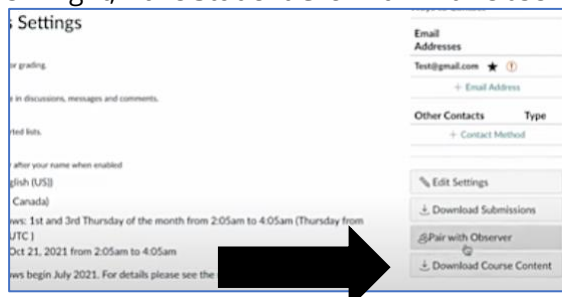 s Settings
or grading.
e in discussions, messages and comments.
rted lists.
after your name when enabled
glish (US))
Canada)
ws: 1st and 3rd Thursday of the month from 2:05am to 4:05am (Thursday from
UTC )
Oct 21, 2021 from 2:05am to 4:05am
ws begin July 2021. For details please see the
Email
Addresses
Test@gmail.com ★
+ Email Address
Other Contacts Type
+ Contact Method
Edit Settings
Download Submissions
Pair with Observer
Download Course Content